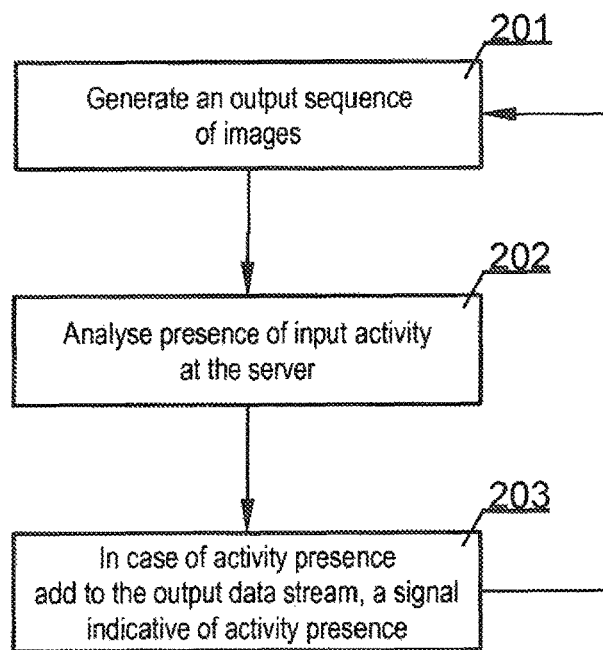 201
Generate an output sequence
of images
202
Analyse presence of input activity
at the server
203
In case of activity presence
add to the output data stream, a signal
indicative of activity presence